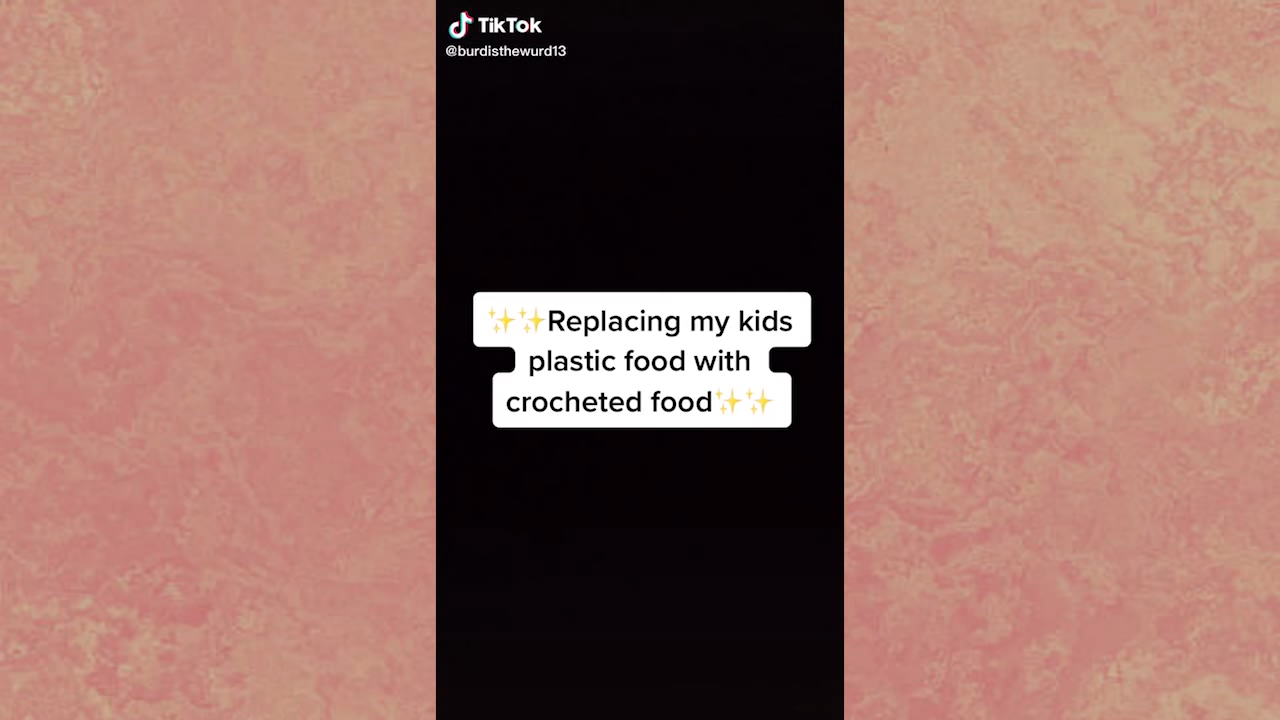 TikTok
@burdisthewurd13
✨✨Replacing my kids
plastic food with
crocheted food✨✨